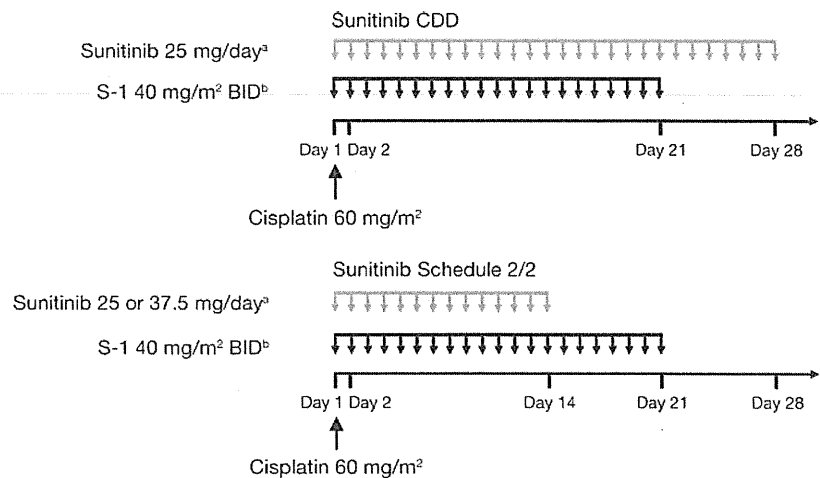 Sunitinib CDD
Sunitinib 25 mg/dayᵃ
S-1 40 mg/m² BIDᵇ
Day 1 Day 2 Day 21 Day 28
Cisplatin 60 mg/m²
Sunitinib Schedule 2/2
Sunitinib 25 or 37.5 mg/dayᵃ
S-1 40 mg/m² BIDᵇ
Day 1 Day 2 Day 14 Day 21 Day 28
Cisplatin 60 mg/m²